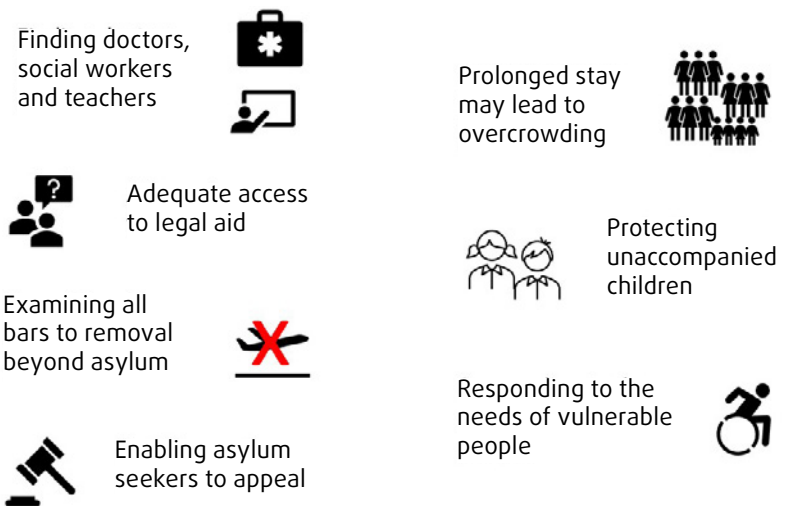 Finding doctors,
social workers
and teachers
Adequate access
to legal aid
Examining all
bars to removal
beyond asylum
Enabling asylum
seekers to appeal
Prolonged stay
may lead to
overcrowding
Protecting
unaccompanied
children
Responding to the
needs of vulnerable
people
?